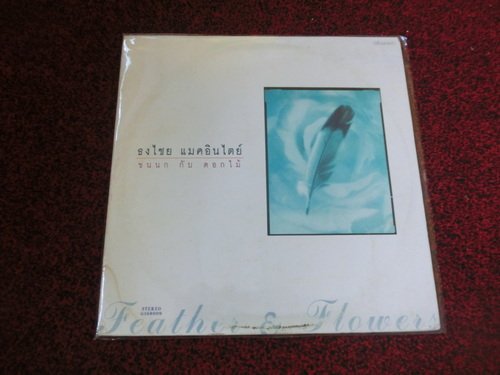 ธงไชย แมคอินไตย์
ขนนก กับ ดอกไม้
STEREO
Feather & Flowers